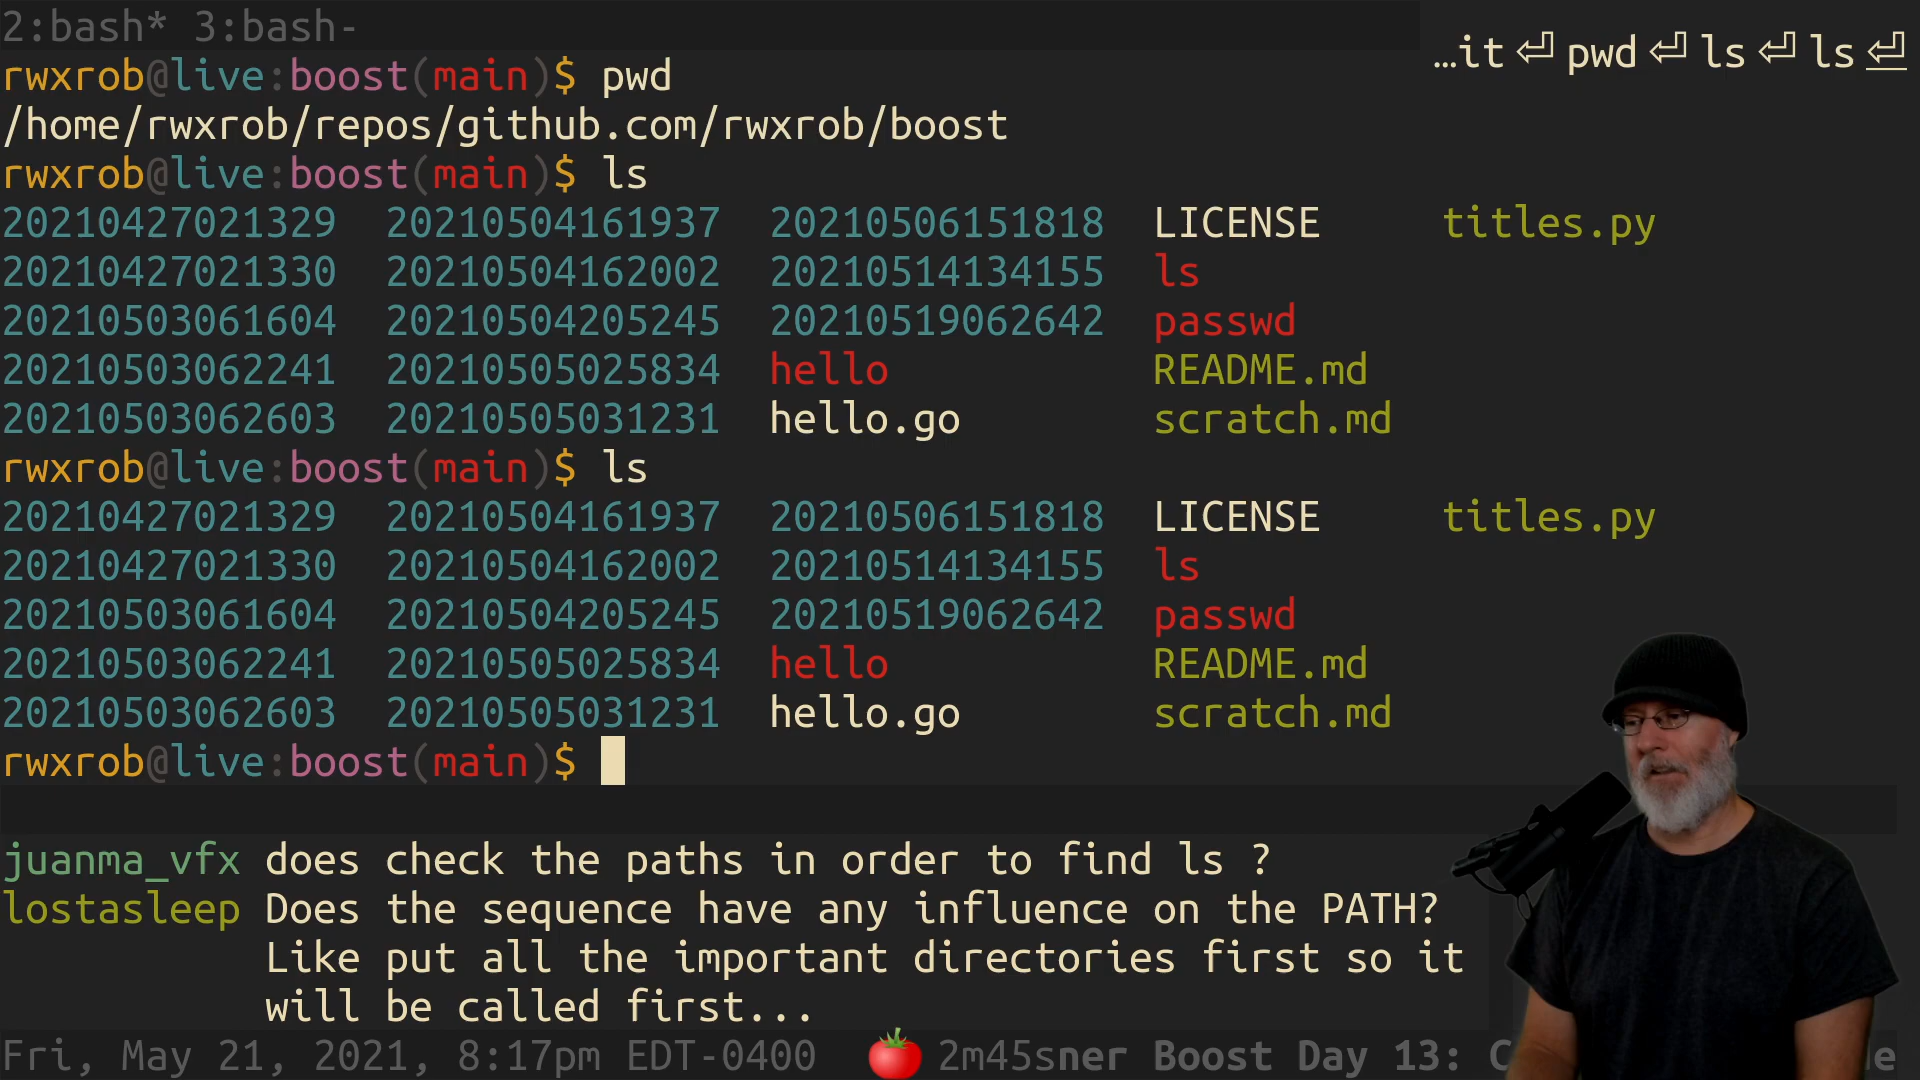 2:bash* 3:bash-
…it ⏎ pwd ⏎ ls ⏎ ls ⏎
rwxrob@live:boost(main)$ pwd
/home/rwxrob/repos/github.com/rwxrob/boost
rwxrob@live:boost(main)$ ls
20210427021329 20210504161937 20210506151818 LICENSE titles.py
20210427021330 20210504162002 20210514134155 ls
20210503061604 20210504205245 20210519062642 passwd
20210503062241 20210505025834 hello README.md
20210503062603 20210505031231 hello.go scratch.md
rwxrob@live:boost(main)$ ls
20210427021329 20210504161937 20210506151818 LICENSE titles.py
20210427021330 20210504162002 20210514134155 ls
20210503061604 20210504205245 20210519062642 passwd
20210503062241 20210505025834 hello README.md
20210503062603 20210505031231 hello.go scratch.md
rwxrob@live:boost(main)$
juanma_vfx does check the paths in order to find ls ?
lostasleep Does the sequence have any influence on the PATH?
Like put all the important directories first so it
will be called first...
Fri, May 21, 2021, 8:17pm EDT-0400 🍅 2m45sner Boost Day 13: